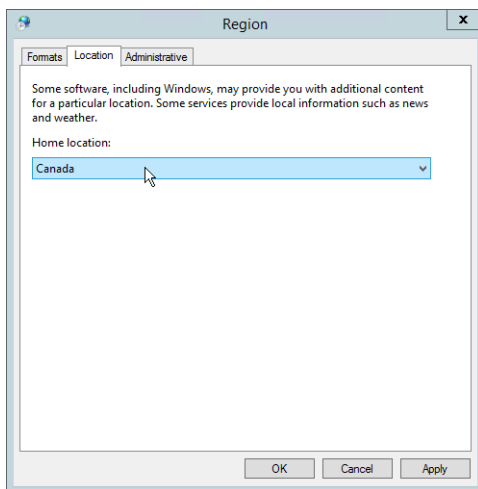 Region
x
Formats Location Administrative
Some software, including Windows, may provide you with additional content
for a particular location. Some services provide local information such as news
and weather.
Home location:
Canada
OK Cancel Apply